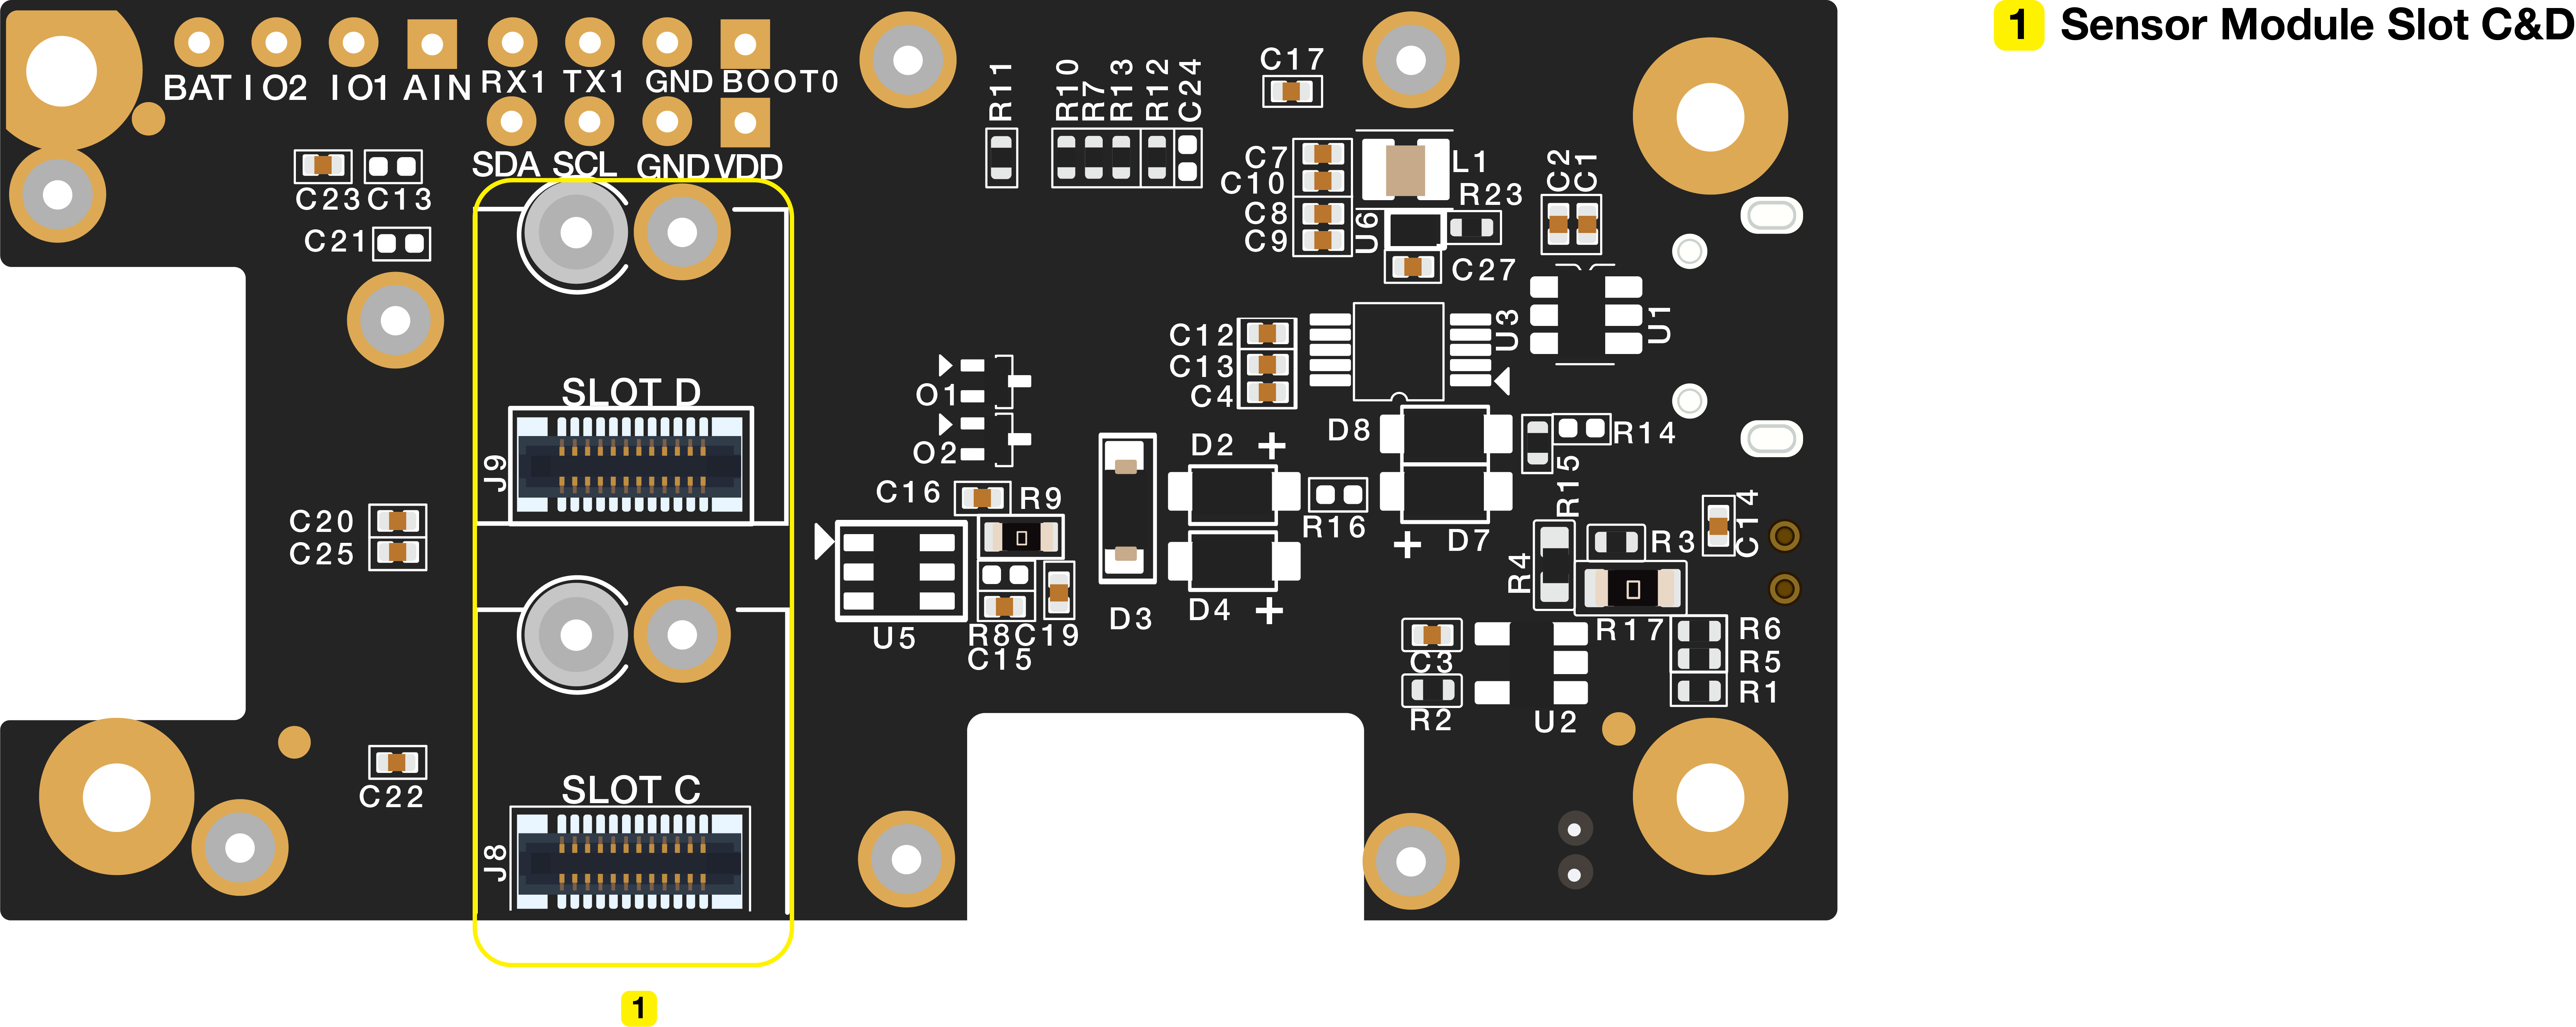 1 Sensor Module Slot C&D
BAT IO2 IO1 AIN RX1 TX1 GND BOOT0
SDA SCL GND VDD
R11 R10 RR7 R13 R12 C24
C17
C23 C13
C21
C7
C10
C8
C9
L1
R23
U6
C27
C2
C1
U1
U3
C12
C13
C4
SLOT D
J9
O1
O2
C16
R9
U5
R8 C19
C15
D3
D2 +
D4 +
R16
D8
D7
+
R14
R15
C14
R4
R3
R17
R6
R5
R1
C3
R2
U2
C20
C25
C22
SLOT C
J8
1